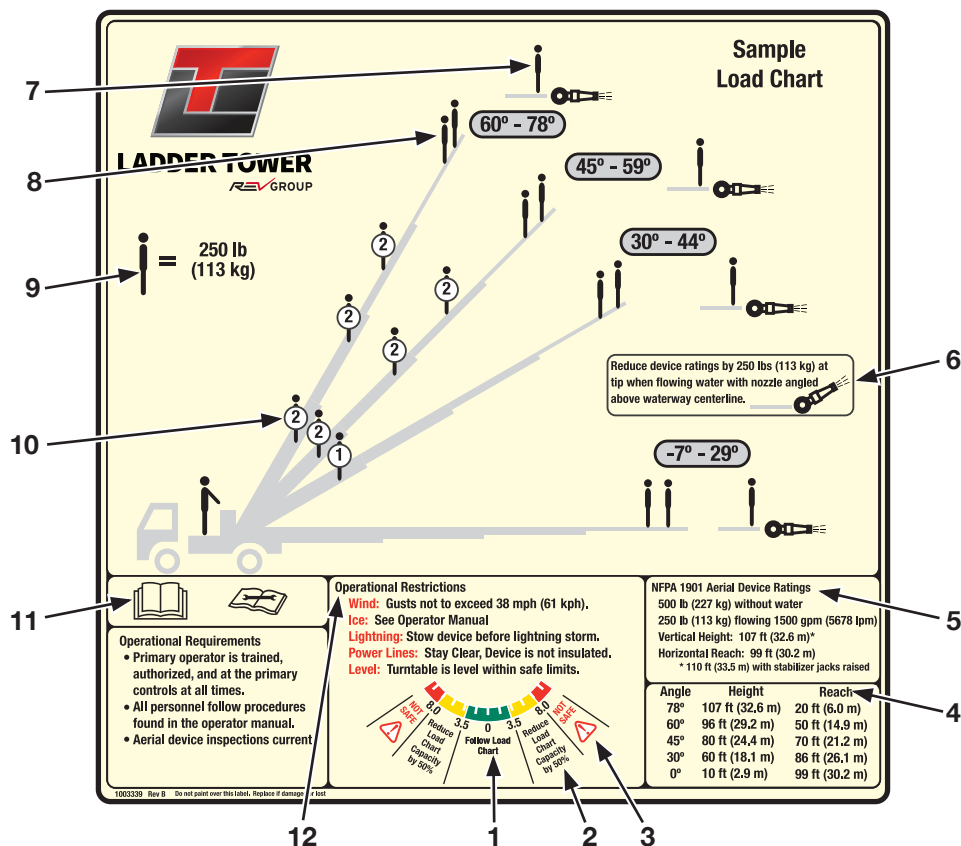 Sample
Load Chart
LADDER TOWER
REV GROUP
7
8
9
10
11
12
1
2
3
4
5
6
60º - 78º
45º - 59º
30º - 44º
-7º - 29º
= 250 lb
(113 kg)
2
2
2
2
2
2
1
Reduce device ratings by 250 lbs (113 kg) at
tip when flowing water with nozzle angled
above waterway centerline.
Operational Requirements
• Primary operator is trained,
authorized, and at the primary
controls at all times.
• All personnel follow procedures
found in the operator manual.
• Aerial device inspections current
Operational Restrictions
Wind: Gusts not to exceed 38 mph (61 kph).
Ice: See Operator Manual
Lightning: Stow device before lightning storm.
Power Lines: Stay Clear, Device is not insulated.
Level: Turntable is level within safe limits.
NOT
SAFE
8.0
3.5
0
3.5
8.0
NOT
SAFE
Reduce
Load
Chart
Capacity
by 50%
Follow Load
Chart
Reduce
Load
Chart
Capacity
by 50%
NFPA 1901 Aerial Device Ratings
500 lb (227 kg) without water
250 lb (113 kg) flowing 1500 gpm (5678 lpm)
Vertical Height: 107 ft (32.6 m)*
Horizontal Reach: 99 ft (30.2 m)
* 110 ft (33.5 m) with stabilizer jacks raised
Angle Height Reach
78º 107 ft (32,6 m) 20 ft (6.0 m)
60º 96 ft (29.2 m) 50 ft (14,9 m)
45º 80 ft (24,4 m) 70 ft (21.2 m)
30º 60 ft (18.1 m) 86 ft (26,1 m)
0º 10 ft (2.9 m) 99 ft (30.2 m)
1003339 Rev B Do not paint over this label. Replace if damage or lost